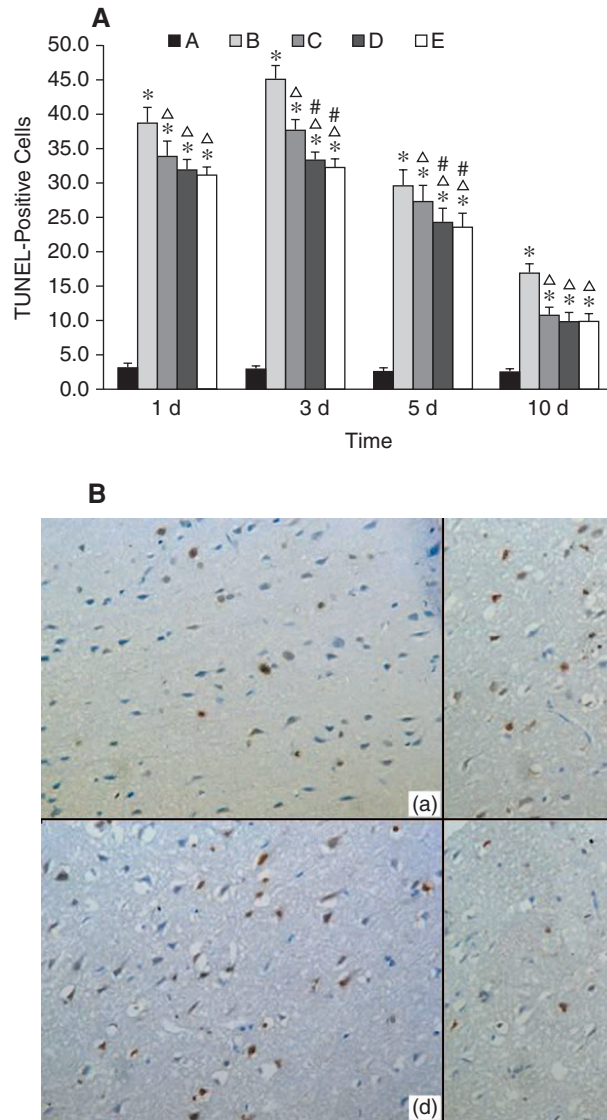 A
A B C D E
50.0
45.0
40.0
35.0
30.0
25.0
20.0
15.0
10.0
5.0
0.0
TUNEL-Positive Cells
* Δ * Δ * Δ *
* Δ * # Δ * # Δ *
* Δ * # Δ * # Δ *
* Δ * Δ * Δ *
1 d 3 d 5 d 10 d
Time
B
(a)
(d)